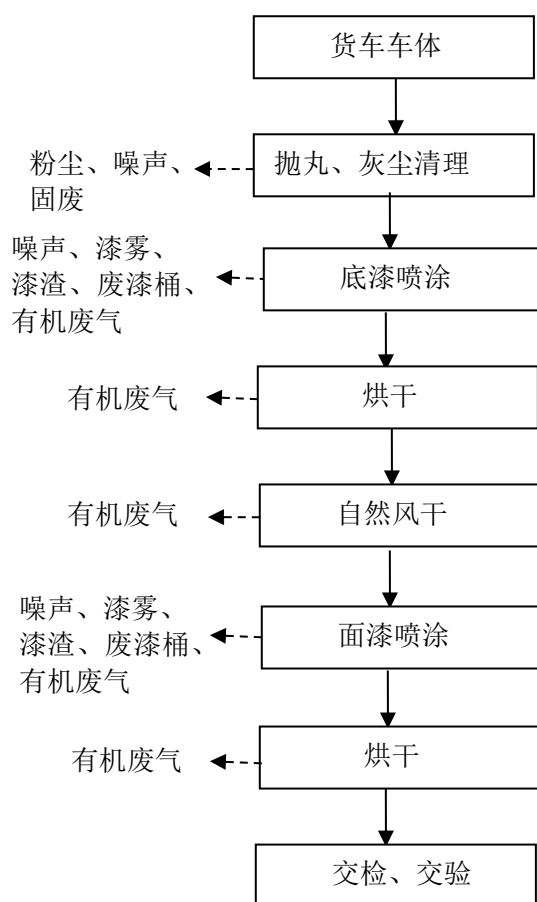 货车车体
粉尘、噪声、
固废
抛丸、灰尘清理
噪声、漆雾、
漆渣、废漆桶、
有机废气
底漆喷涂
有机废气
烘干
有机废气
自然风干
噪声、漆雾、
漆渣、废漆桶、
有机废气
面漆喷涂
有机废气
烘干
交检、交验